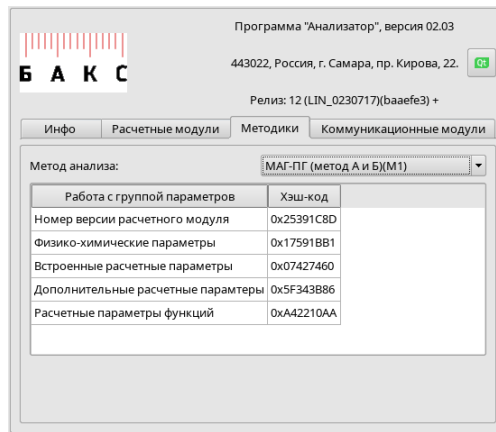 Программа "Анализатор", версия 02.03
БАКС
443022, Россия, г. Самара, пр. Кирова, 22.
Qt
Релиз: 12 (LIN_0230717)(baaefe3) +
Инфо Расчетные модули Методики Коммуникационные модули
Метод анализа: МАГ-ПГ (метод А и Б)(М1)
Работа с группой параметров Хэш-код
Номер версии расчетного модуля 0x25391C8D
Физико-химические параметры 0x17591BB1
Встроенные расчетные параметры 0x07427460
Дополнительные расчетные парамтеры 0x5F343B86
Расчетные параметры функций 0xA42210AA